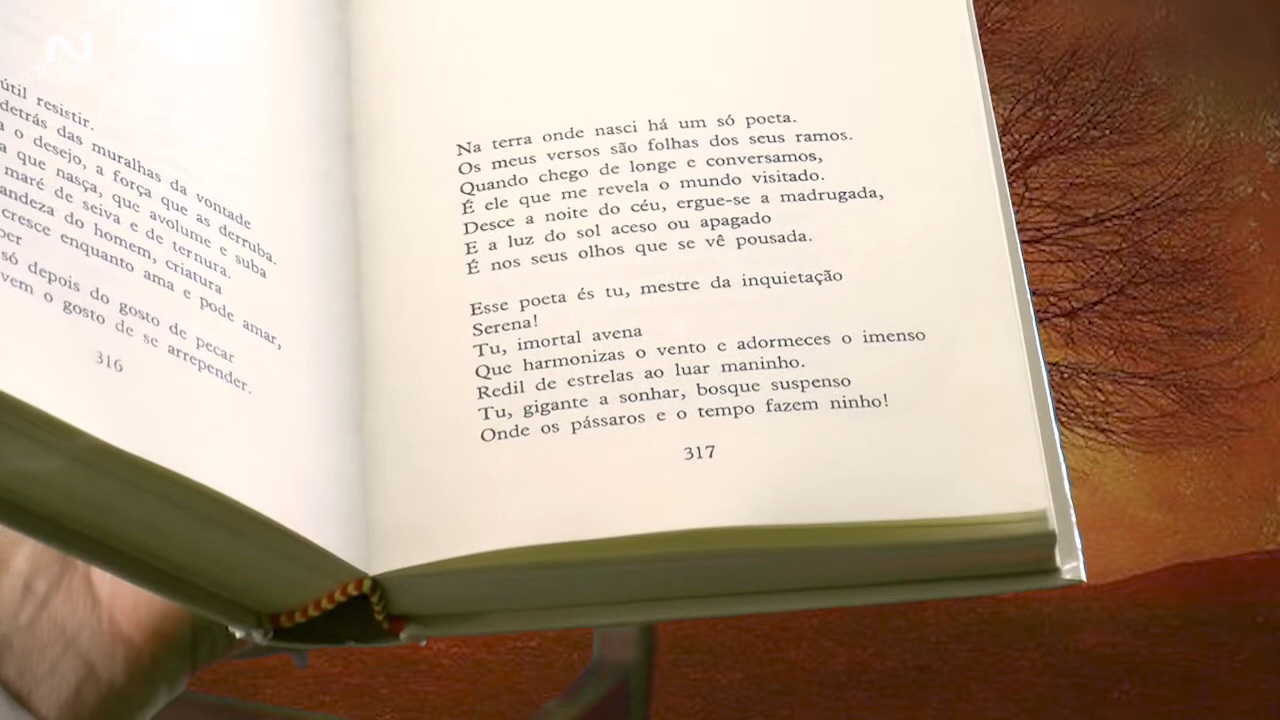 N
útil resistir.
detrás das muralhas da vontade
o desejo, a força que as derruba.
que nasça, que avolume e suba
maré de seiva e de ternura.
andeza do homem, criatura
cresce enquanto ama e pode amar,
só depois do gosto de pecar
vem o gosto de se arrepender.
316
Na terra onde nasci há um só poeta.
Os meus versos são folhas dos seus ramos.
Quando chego de longe e conversamos,
É ele que me revela o mundo visitado.
Desce a noite do céu, ergue-se a madrugada,
E a luz do sol aceso ou apagado
É nos seus olhos que se vê pousada.
Esse poeta és tu, mestre da inquietação
Serena!
Tu, imortal avena
Que harmonizas o vento e adormeces o imenso
Redil de estrelas ao luar maninho.
Tu, gigante a sonhar, bosque suspenso
Onde os pássaros e o tempo fazem ninho!
317